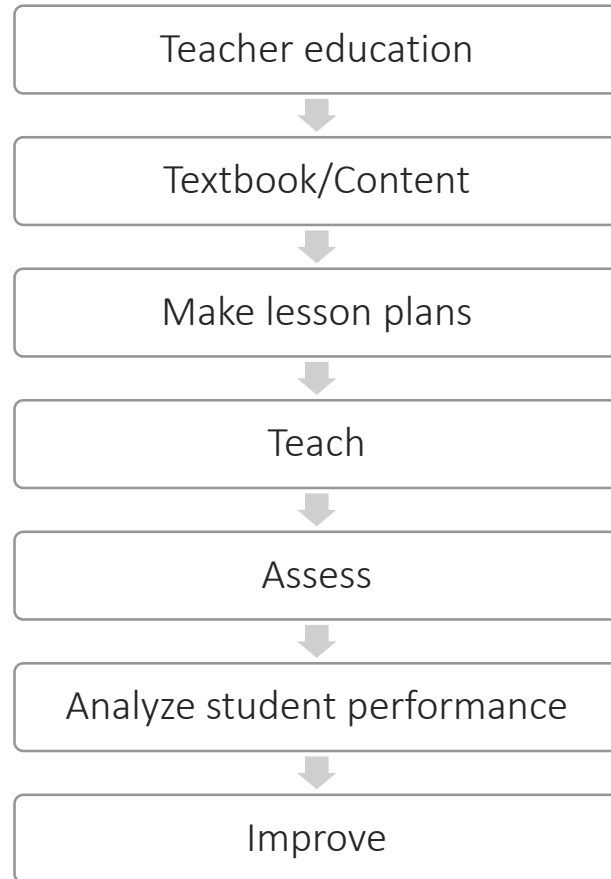 Teacher education
Textbook/Content
Make lesson plans
Teach
Assess
Analyze student performance
Improve